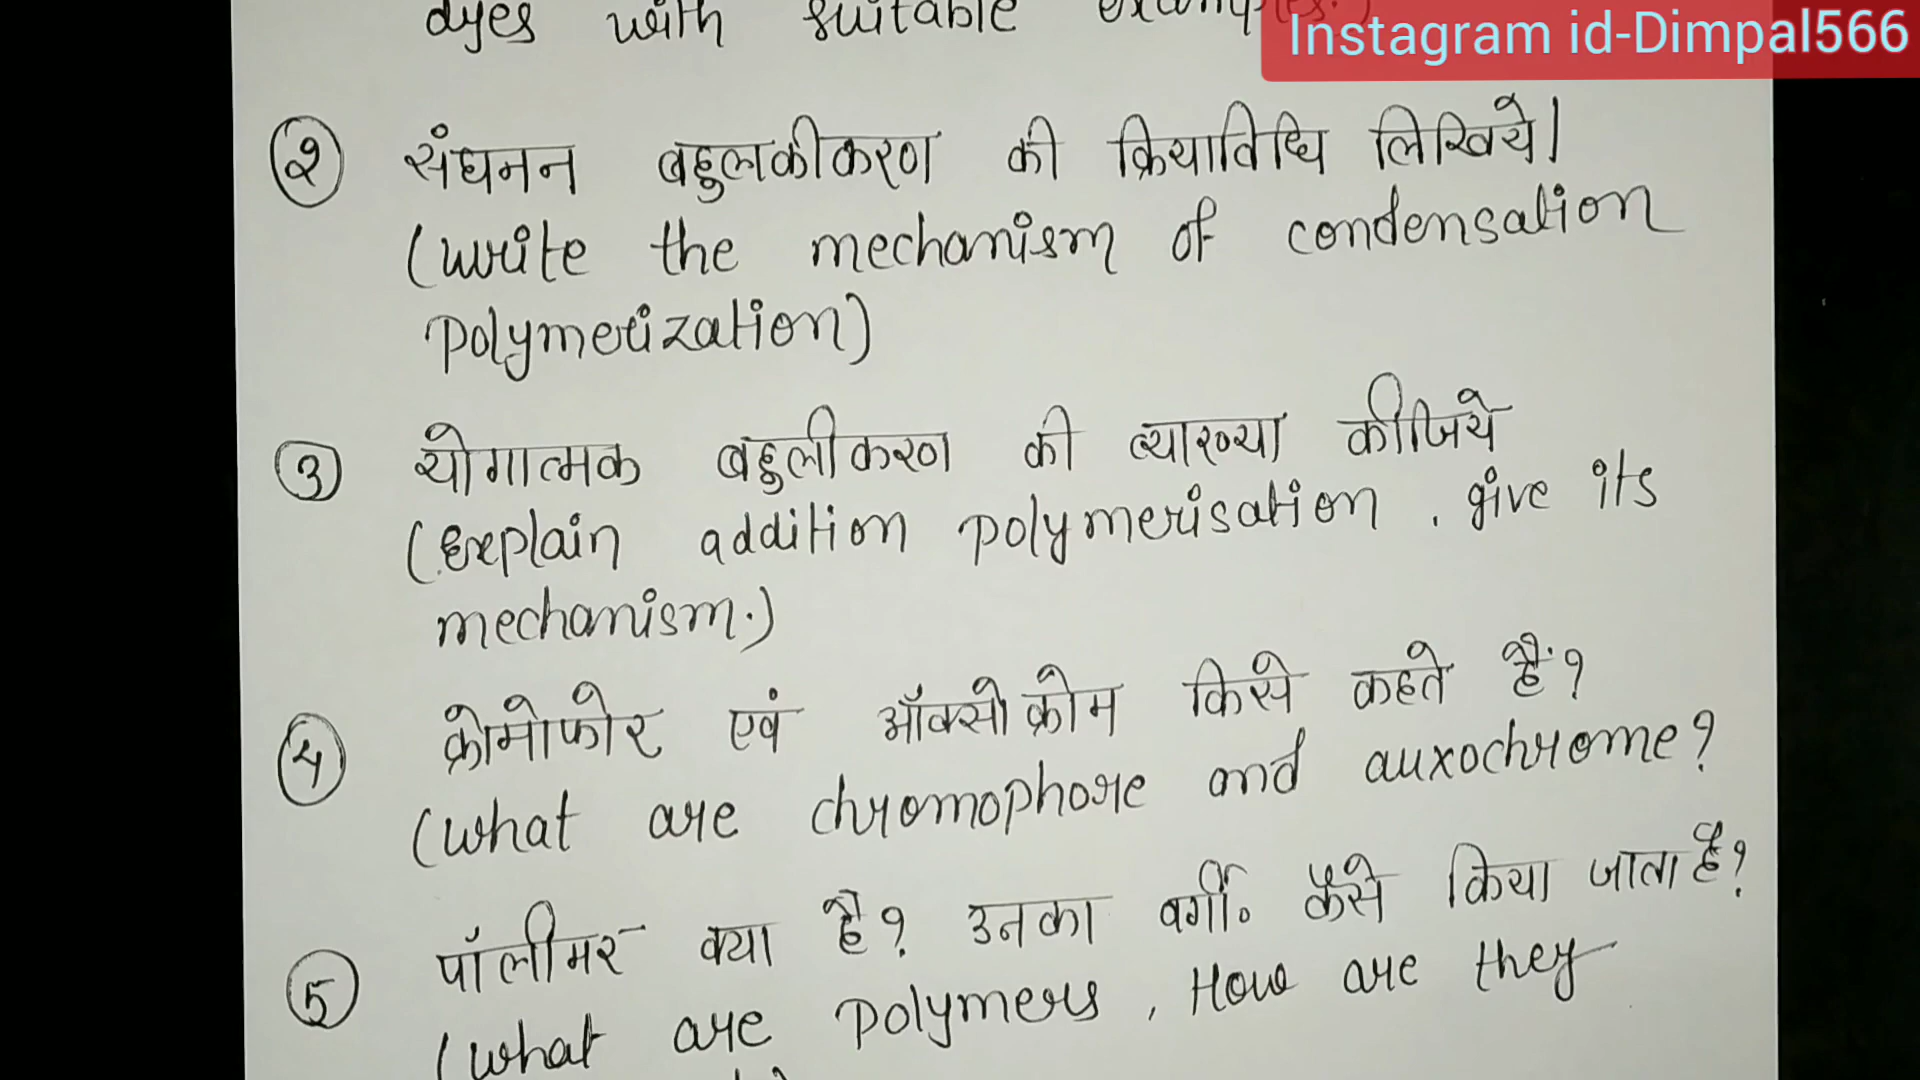 dyes with suitable examples.)
Instagram id-Dimpal566
② संघनन बहुलकीकरण की क्रियाविधि लिखिये।
(write the mechanism of condensation
polymerization)
③ योगात्मक बहुलीकरण की व्याख्या कीजिये
(Explain addition polymerisation, give its
mechanism.)
④ क्रोमोफोर एवं ऑक्सोक्रोम किसे कहते हैं?
(what are chromophore and auxochrome?
⑤ पॉलीमर क्या है? उनका वर्गी० कैसे किया जाता है?
(what are polymers, How are they